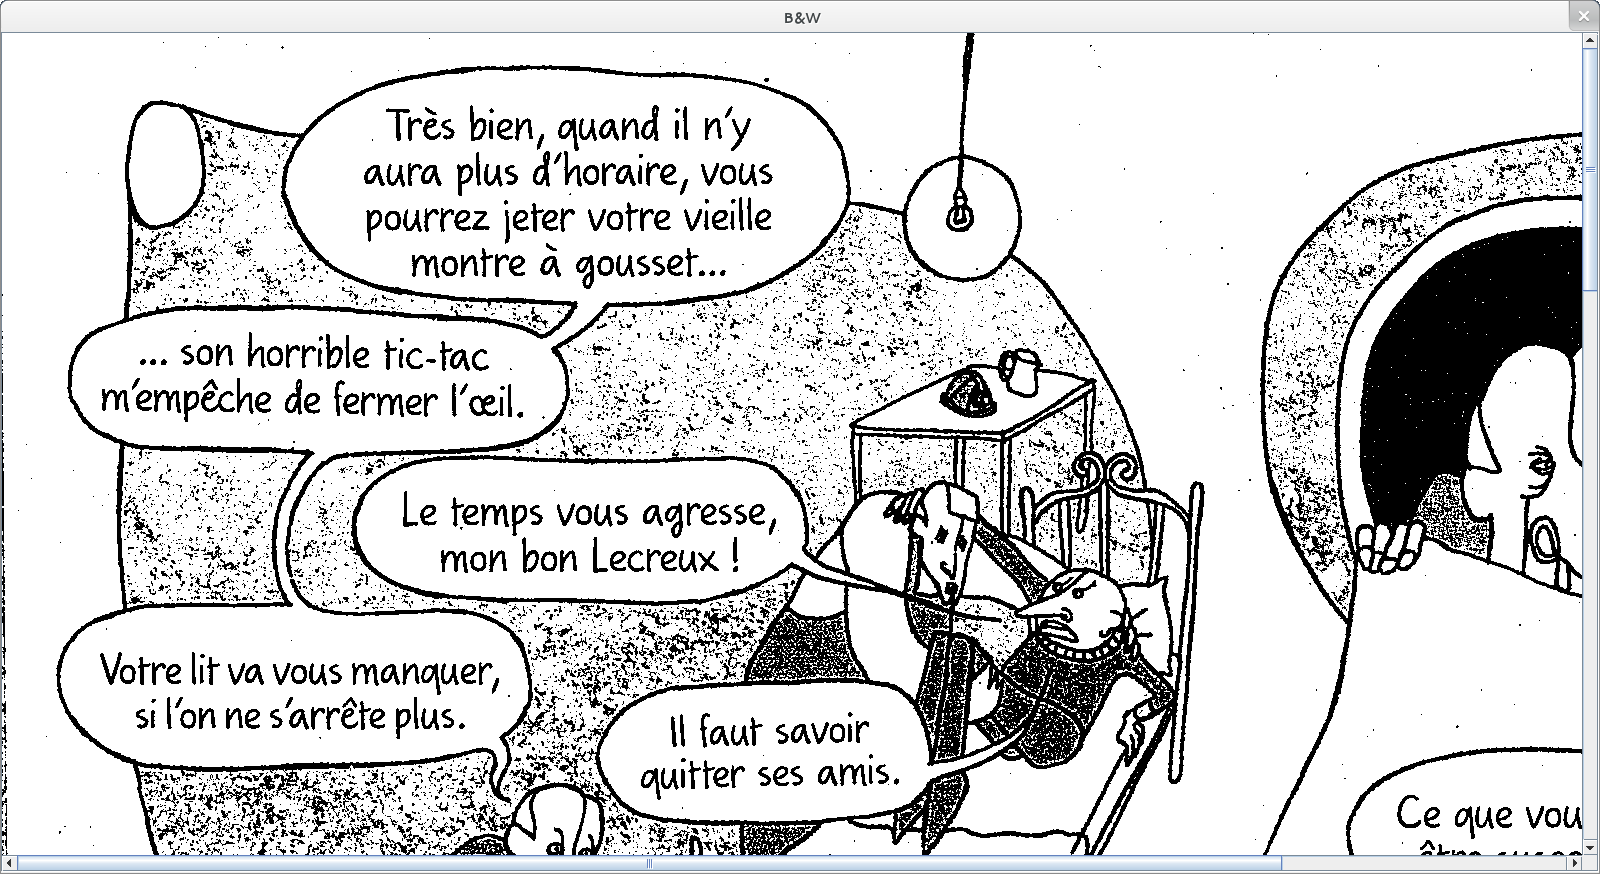 B&W
Très bien, quand il n'y
aura plus d'horaire, vous
pourrez jeter votre vieille
montre à gousset...
... son horrible tic-tac
m'empêche de fermer l'œil.
Le temps vous agresse,
mon bon Lecreux !
Votre lit va vous manquer,
si l'on ne s'arrête plus.
Il faut savoir
quitter ses amis.
Ce que vou
être